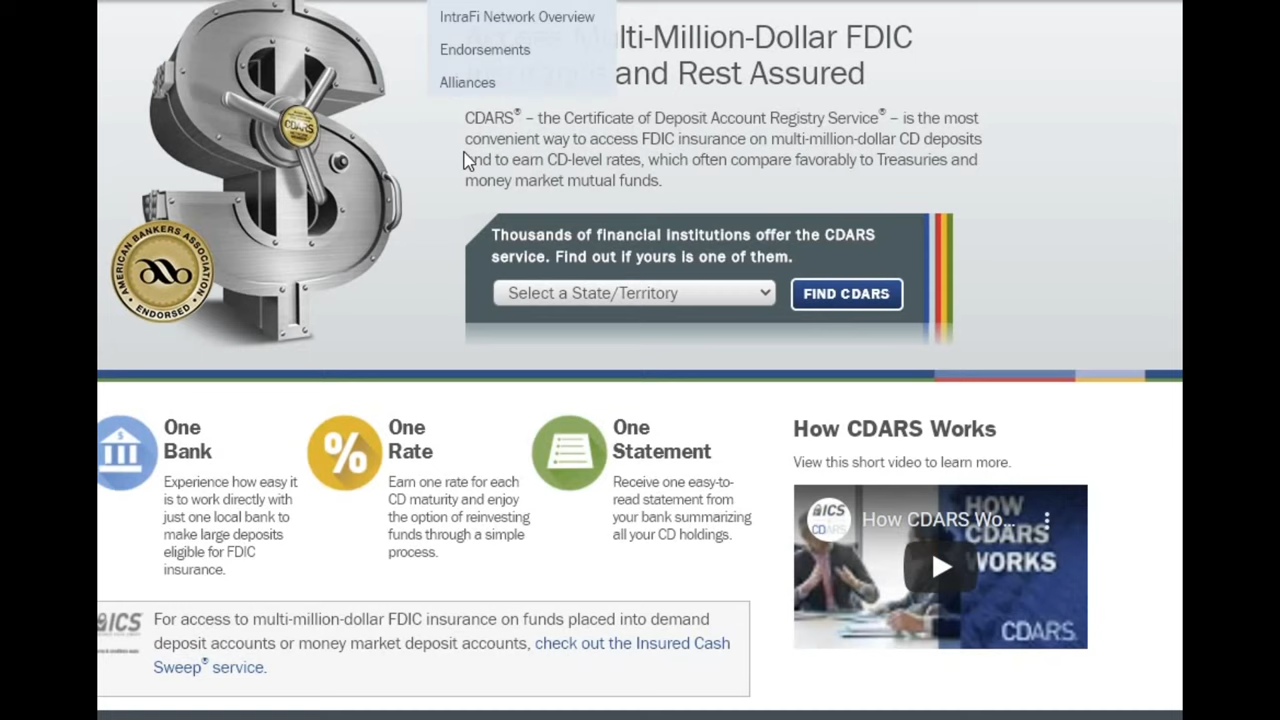 IntraFi Network Overview
Endorsements
Alliances
Multi-Million-Dollar FDIC
and Rest Assured
CDARS® – the Certificate of Deposit Account Registry Service® – is the most
convenient way to access FDIC insurance on multi-million-dollar CD deposits
and to earn CD-level rates, which often compare favorably to Treasuries and
money market mutual funds.
CDARS
AMERICAN BANKERS ASSOCIATION
ENDORSED
Thousands of financial institutions offer the CDARS
service. Find out if yours is one of them.
Select a State/Territory
FIND CDARS
One
Bank
Experience how easy it
is to work directly with
just one local bank to
make large deposits
eligible for FDIC
insurance.
One
Rate
Earn one rate for each
CD maturity and enjoy
the option of reinvesting
funds through a simple
process.
One
Statement
Receive one easy-to-
read statement from
your bank summarizing
all your CD holdings.
How CDARS Works
View this short video to learn more.
ICS
CDARS
How CDARS Wo...
HOW
CDARS
WORKS
CDARS
ICS
For access to multi-million-dollar FDIC insurance on funds placed into demand
deposit accounts or money market deposit accounts, check out the Insured Cash
Sweep® service.